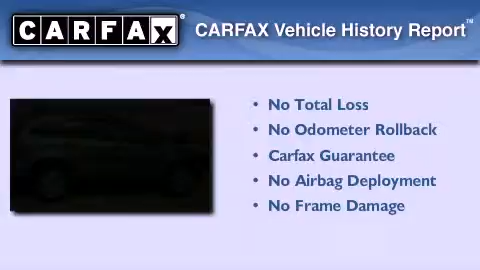 CARFAX® CARFAX Vehicle History Report™
• No Total Loss
• No Odometer Rollback
• Carfax Guarantee
• No Airbag Deployment
• No Frame Damage